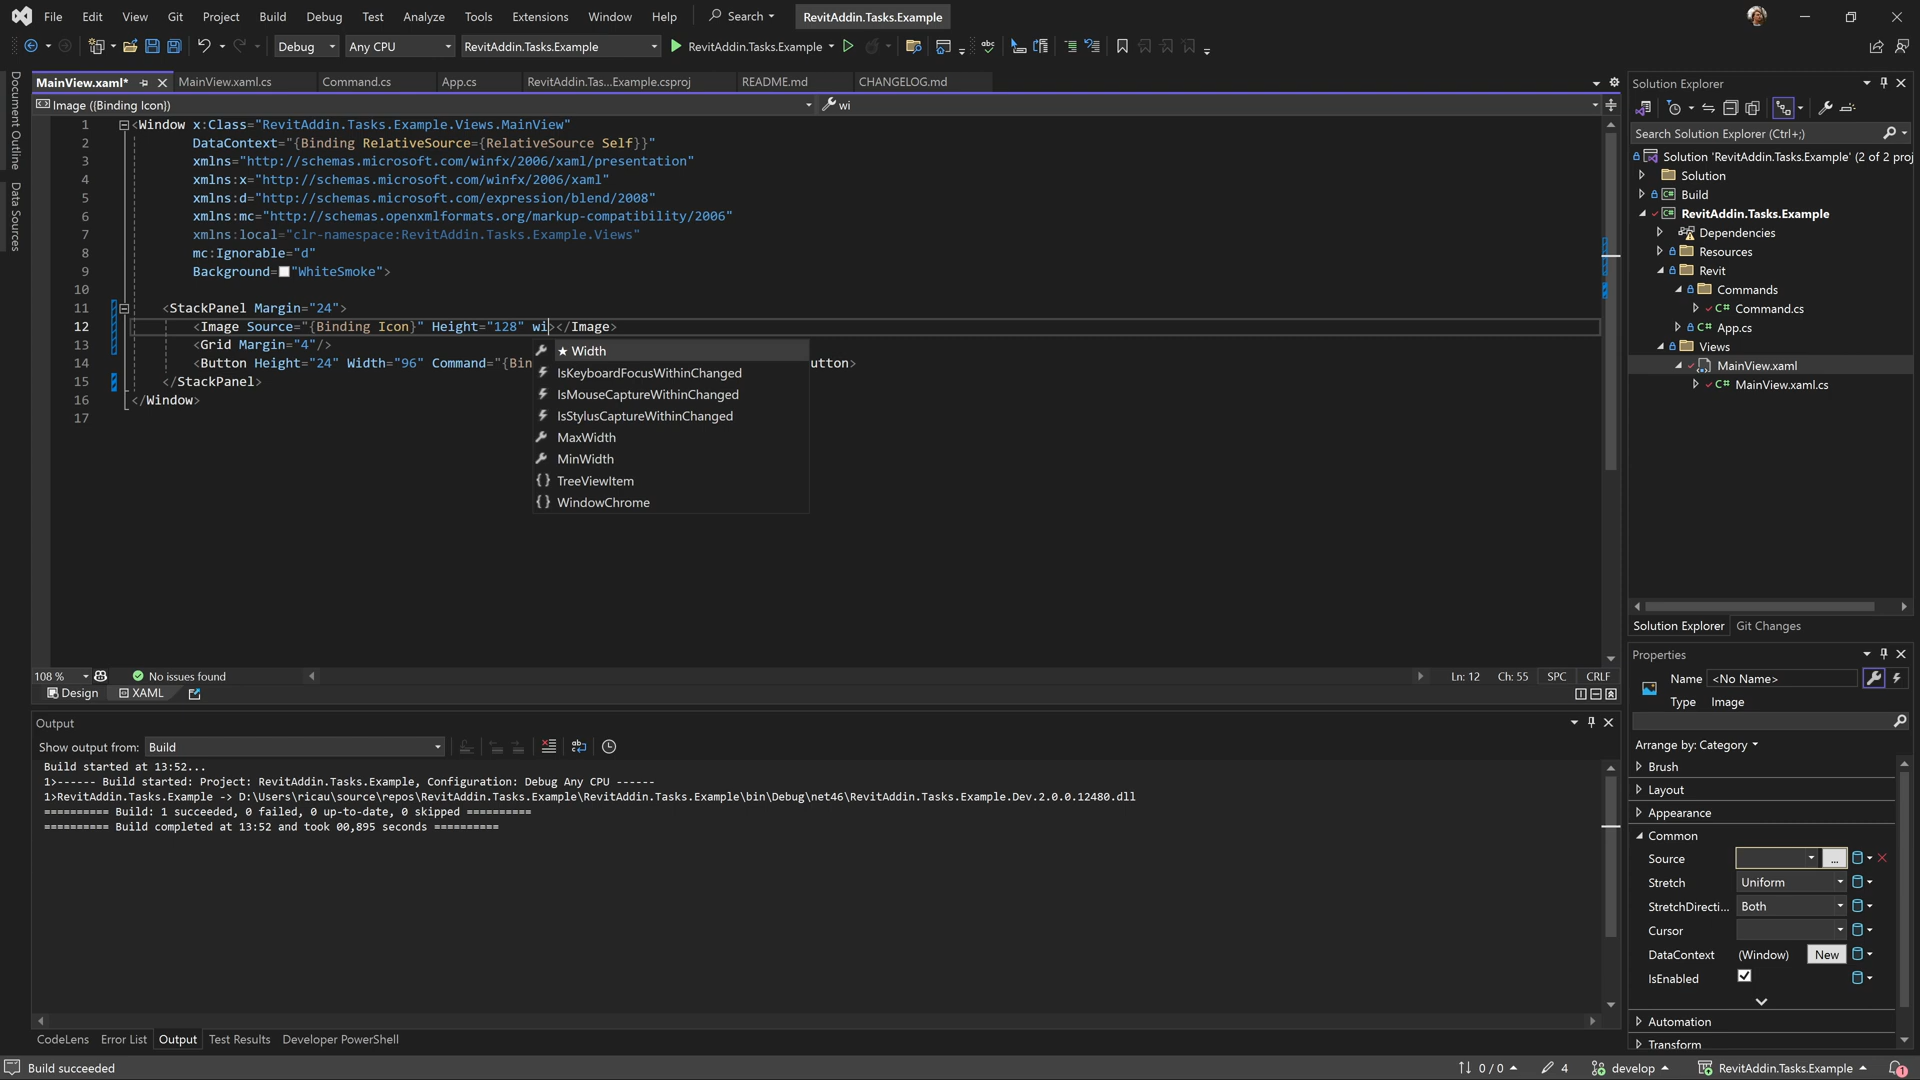 File Edit View Git Project Build Debug Test Analyze Tools Extensions Window Help Search RevitAddin.Tasks.Example
Debug Any CPU RevitAddin.Tasks.Example RevitAddin.Tasks.Example
MainView.xaml* MainView.xaml.cs Command.cs App.cs RevitAddin.Tas...Example.csproj README.md CHANGELOG.md
Image ({Binding Icon}) wi
Document Outline
Data Sources
1 <Window x:Class="RevitAddin.Tasks.Example.Views.MainView"
2 DataContext="{Binding RelativeSource={RelativeSource Self}}"
3 xmlns="http://schemas.microsoft.com/winfx/2006/xaml/presentation"
4 xmlns:x="http://schemas.microsoft.com/winfx/2006/xaml"
5 xmlns:d="http://schemas.microsoft.com/expression/blend/2008"
6 xmlns:mc="http://schemas.openxmlformats.org/markup-compatibility/2006"
7 xmlns:local="clr-namespace:RevitAddin.Tasks.Example.Views"
8 mc:Ignorable="d"
9 Background="WhiteSmoke">
10
11 <StackPanel Margin="24">
12 <Image Source="{Binding Icon}" Height="128" wi></Image>
13 <Grid Margin="4"/>
14 <Button Height="24" Width="96" Command="{Bin utton>
15 </StackPanel>
16 </Window>
17
★ Width
IsKeyboardFocusWithinChanged
IsMouseCaptureWithinChanged
IsStylusCaptureWithinChanged
MaxWidth
MinWidth
TreeViewItem
WindowChrome
108 % No issues found Ln: 12 Ch: 55 SPC CRLF
Design XAML
Output
Show output from: Build
Build started at 13:52...
1>------ Build started: Project: RevitAddin.Tasks.Example, Configuration: Debug Any CPU ------
1>RevitAddin.Tasks.Example -> D:\Users\ricau\source\repos\RevitAddin.Tasks.Example\RevitAddin.Tasks.Example\bin\Debug\net46\RevitAddin.Tasks.Example.Dev.2.0.0.12480.dll
========== Build: 1 succeeded, 0 failed, 0 up-to-date, 0 skipped ==========
========== Build completed at 13:52 and took 00,895 seconds ==========
CodeLens Error List Output Test Results Developer PowerShell
Solution Explorer
Search Solution Explorer (Ctrl+;)
Solution 'RevitAddin.Tasks.Example' (2 of 2 proj
Solution
Build
RevitAddin.Tasks.Example
Dependencies
Resources
Revit
Commands
Command.cs
App.cs
Views
MainView.xaml
MainView.xaml.cs
Solution Explorer Git Changes
Properties
Name <No Name>
Type Image
Arrange by: Category
Brush
Layout
Appearance
Common
Source ...
Stretch Uniform
StretchDirecti... Both
Cursor
DataContext (Window) New
IsEnabled
Automation
Transform
Build succeeded 0 / 0 4 develop RevitAddin.Tasks.Example 1